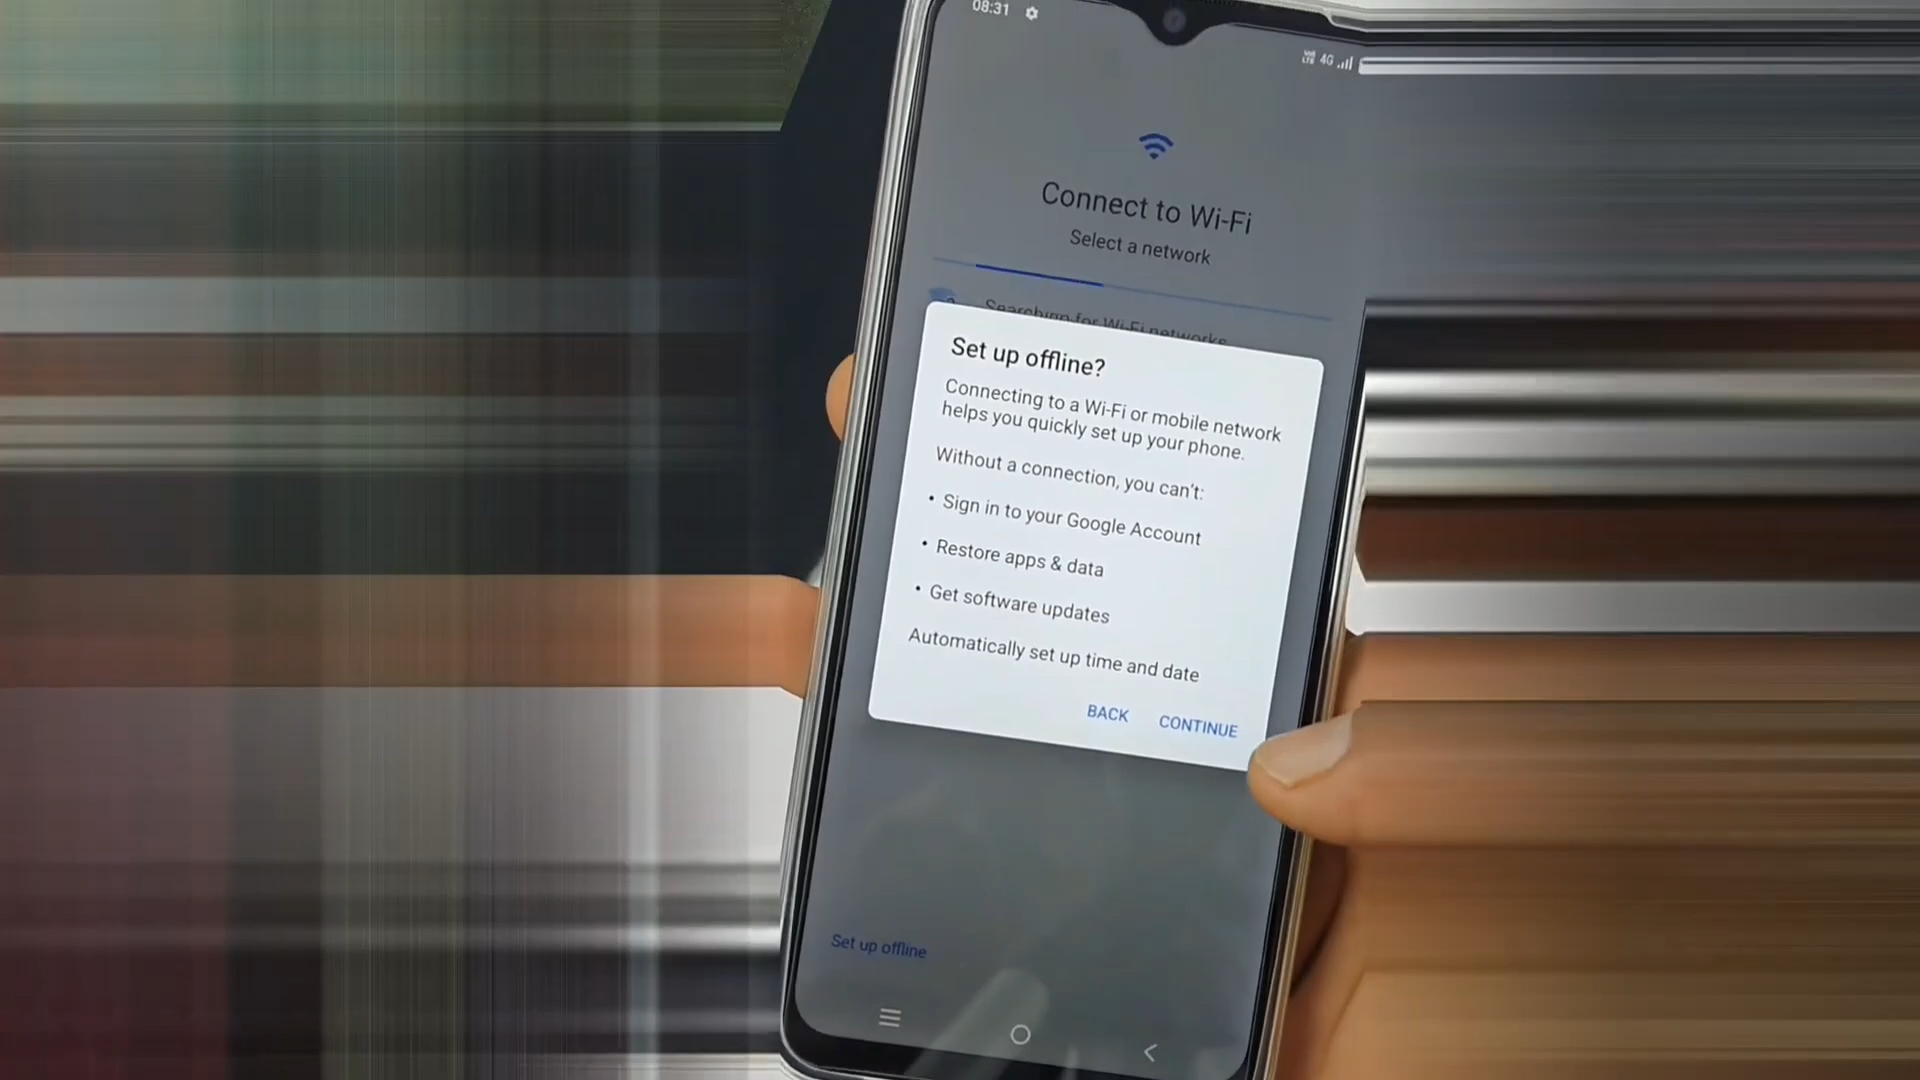 08:31
4G
Connect to Wi-Fi
Select a network
Searching for Wi-Fi networks
Set up offline?
Connecting to a Wi-Fi or mobile network
helps you quickly set up your phone.
Without a connection, you can't:
• Sign in to your Google Account
• Restore apps & data
• Get software updates
Automatically set up time and date
BACK CONTINUE
Set up offline